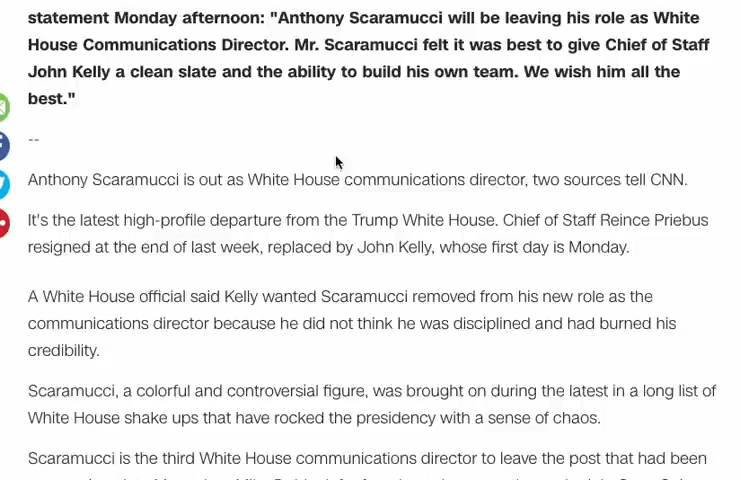 statement Monday afternoon: "Anthony Scaramucci will be leaving his role as White
House Communications Director. Mr. Scaramucci felt it was best to give Chief of Staff
John Kelly a clean slate and the ability to build his own team. We wish him all the
best."
--
Anthony Scaramucci is out as White House communications director, two sources tell CNN.
It's the latest high-profile departure from the Trump White House. Chief of Staff Reince Priebus
resigned at the end of last week, replaced by John Kelly, whose first day is Monday.
A White House official said Kelly wanted Scaramucci removed from his new role as the
communications director because he did not think he was disciplined and had burned his
credibility.
Scaramucci, a colorful and controversial figure, was brought on during the latest in a long list of
White House shake ups that have rocked the presidency with a sense of chaos.
Scaramucci is the third White House communications director to leave the post that had been